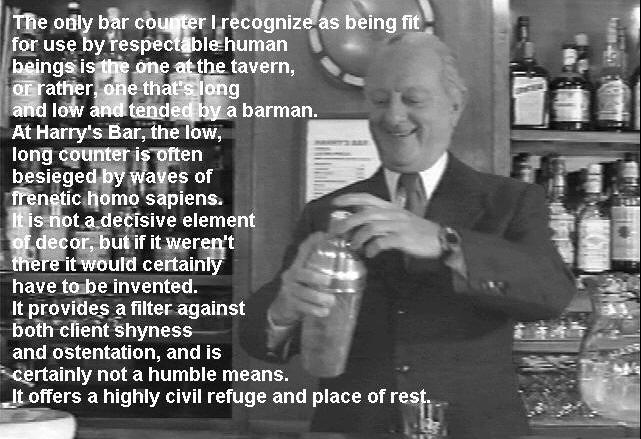 The only bar counter I recognize as being fit
for use by respectable human
beings is the one at the tavern,
or rather, one that's long
and low and tended by a barman.
At Harry's Bar, the low,
long counter is often
besieged by waves of
frenetic homo sapiens.
It is not a decisive element
of decor, but if it weren't
there it would certainly
have to be invented.
It provides a filter against
both client shyness
and ostentation, and is
certainly not a humble means.
It offers a highly civil refuge and place of rest.
HARRY'S BAR